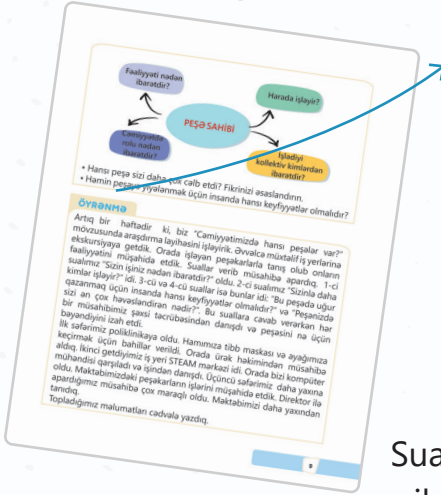 Fəaliyyəti nədən
ibarətdir?
Harada işləyir?
PEŞƏ SAHİBİ
Cəmiyyətdə
rolu nədən
ibarətdir?
İşlədiyi
kollektiv kimlərdən
ibarətdir?
• Hansı peşə sizi daha çox cəlb etdi? Fikrinizi əsaslandırın.
• Həmin peşəyə yiyələnmək üçün insanda hansı keyfiyyətlər olmalıdır?
ÖYRƏNMƏ
Artıq bir həftədir ki, biz "Cəmiyyətimizdə hansı peşələr var?"
mövzusunda araşdırma layihəsini işləyirik. Əvvəlcə müxtəlif iş yerlərinə
ekskursiyaya getdik. Orada işləyən peşəkarlarla tanış olub onların
fəaliyyətini müşahidə etdik. Suallar verib müsahibə apardıq. 1-ci
sualımız "Sizin işiniz nədən ibarətdir?" oldu. 2-ci sualımız "Sizinlə daha
kimlər işləyir?" idi. 3-cü və 4-cü suallar isə bunlar idi: "Bu peşədə uğur
qazanmaq üçün insanda hansı keyfiyyətlər olmalıdır?" və "Peşənizdə
sizi ən çox həvəsləndirən nədir?". Bu suallara cavab verərkən hər
bir müsahibimiz şəxsi təcrübəsindən danışdı və peşəsini nə üçün
bəyəndiyini izah etdi.
İlk səfərimiz poliklinikaya oldu. Hamımıza tibb maskası və ayağımıza
keçirmək üçün bahillər verildi. Orada ürək həkimindən müsahibə
aldıq. İkinci getdiyimiz iş yeri STEAM mərkəzi idi. Orada bizi kompüter
mühəndisi qarşıladı və işindən danışdı. Üçüncü səfərimiz daha yaxına
oldu. Məktəbimizdəki peşəkarların işlərini müşahidə etdik. Direktor ilə
apardığımız müsahibə çox maraqlı oldu. Məktəbimizi daha yaxından
tanıdıq.
Topladığımız məlumatları cədvələ yazdıq.
9